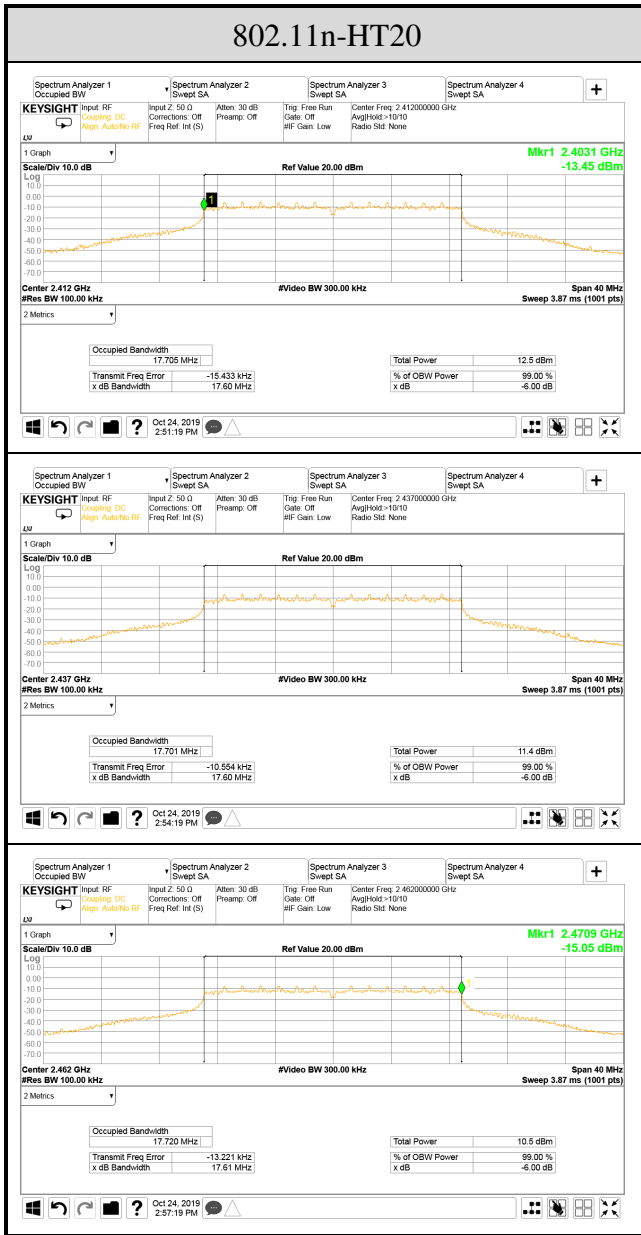 802.11n-HT20
Spectrum Analyzer 1 Spectrum Analyzer 2 Spectrum Analyzer 3 Spectrum Analyzer 4 +
Occupied BW Swept SA Swept SA Swept SA
KEYSIGHT Input: RF Input Z: 50 Ω Atten: 30 dB Trig: Free Run Center Freq: 2.412000000 GHz
Coupling: DC Corrections: Off Preamp: Off Gate: Off Avg|Hold:>10/10
Align: Auto/No RF Freq Ref: Int (S) #IF Gain: Low Radio Std: None
LXI
1 Graph Mkr1 2.4031 GHz
Scale/Div 10.0 dB Ref Value 20.00 dBm -13.45 dBm
Log
10.0
0.00 1
-10.0
-20.0
-30.0
-40.0
-50.0
-60.0
-70.0
Center 2.412 GHz #Video BW 300.00 kHz Span 40 MHz
#Res BW 100.00 kHz Sweep 3.87 ms (1001 pts)
2 Metrics
Occupied Bandwidth
17.705 MHz Total Power 12.5 dBm
Transmit Freq Error -15.433 kHz % of OBW Power 99.00 %
x dB Bandwidth 17.60 MHz x dB -6.00 dB
? Oct 24, 2019
2:51:19 PM
Spectrum Analyzer 1 Spectrum Analyzer 2 Spectrum Analyzer 3 Spectrum Analyzer 4 +
Occupied BW Swept SA Swept SA Swept SA
KEYSIGHT Input: RF Input Z: 50 Ω Atten: 30 dB Trig: Free Run Center Freq: 2.437000000 GHz
Coupling: DC Corrections: Off Preamp: Off Gate: Off Avg|Hold:>10/10
Align: Auto/No RF Freq Ref: Int (S) #IF Gain: Low Radio Std: None
LXI
1 Graph
Scale/Div 10.0 dB Ref Value 20.00 dBm
Log
10.0
0.00
-10.0
-20.0
-30.0
-40.0
-50.0
-60.0
-70.0
Center 2.437 GHz #Video BW 300.00 kHz Span 40 MHz
#Res BW 100.00 kHz Sweep 3.87 ms (1001 pts)
2 Metrics
Occupied Bandwidth
17.701 MHz Total Power 11.4 dBm
Transmit Freq Error -10.554 kHz % of OBW Power 99.00 %
x dB Bandwidth 17.60 MHz x dB -6.00 dB
? Oct 24, 2019
2:54:19 PM
Spectrum Analyzer 1 Spectrum Analyzer 2 Spectrum Analyzer 3 Spectrum Analyzer 4 +
Occupied BW Swept SA Swept SA Swept SA
KEYSIGHT Input: RF Input Z: 50 Ω Atten: 30 dB Trig: Free Run Center Freq: 2.462000000 GHz
Coupling: DC Corrections: Off Preamp: Off Gate: Off Avg|Hold:>10/10
Align: Auto/No RF Freq Ref: Int (S) #IF Gain: Low Radio Std: None
LXI
1 Graph Mkr1 2.4709 GHz
Scale/Div 10.0 dB Ref Value 20.00 dBm -15.05 dBm
Log
10.0
0.00 1
-10.0
-20.0
-30.0
-40.0
-50.0
-60.0
-70.0
Center 2.462 GHz #Video BW 300.00 kHz Span 40 MHz
#Res BW 100.00 kHz Sweep 3.87 ms (1001 pts)
2 Metrics
Occupied Bandwidth
17.720 MHz Total Power 10.5 dBm
Transmit Freq Error -13.221 kHz % of OBW Power 99.00 %
x dB Bandwidth 17.61 MHz x dB -6.00 dB
? Oct 24, 2019
2:57:19 PM